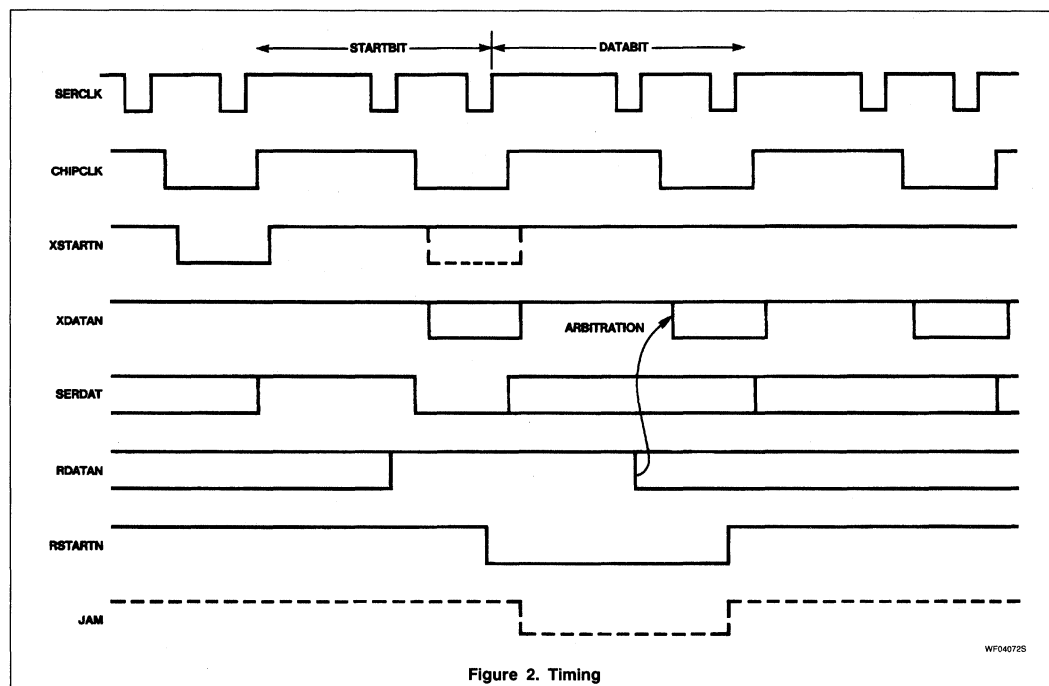 STARTBIT
DATABIT
SERCLK
CHIPCLK
XSTARTN
XDATAN
ARBITRATION
SERDAT
RDATAN
RSTARTN
JAM
WF04072S
Figure 2. Timing